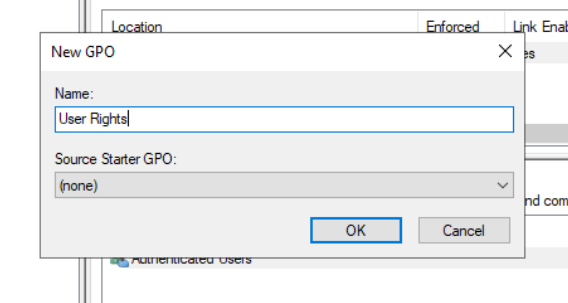 Location Enforced Link Enab
New GPO
es
Name:
User Rights
Source Starter GPO:
(none)
nd com
OK Cancel
Authenticated Users